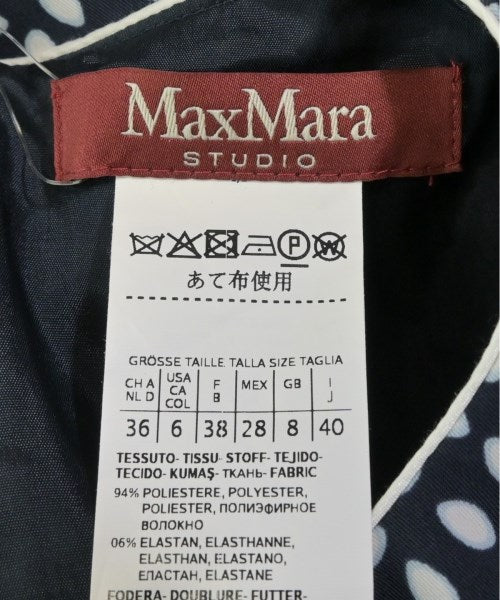 MaxMara
STUDIO
P
あて布使用
GRÖSSE TAILLE TALLA SIZE TAGLIA
CH A NL D USA CA COL F B MEX GB I J
36 6 38 28 8 40
TESSUTO- TISSU- STOFF- TEJIDO-
TECIDO- KUMAŞ- ТКАНЬ- FABRIC
94% POLIESTERE, POLYESTER,
POLIESTER, ПОЛИЭФИРНОЕ
ВОЛОКНО
06% ELASTAN, ELASTHANNE,
ELASTHAN, ELASTANO,
ЕЛАСТАН, ELASTANE
FODERA- DOUBLURE- FUTTER-